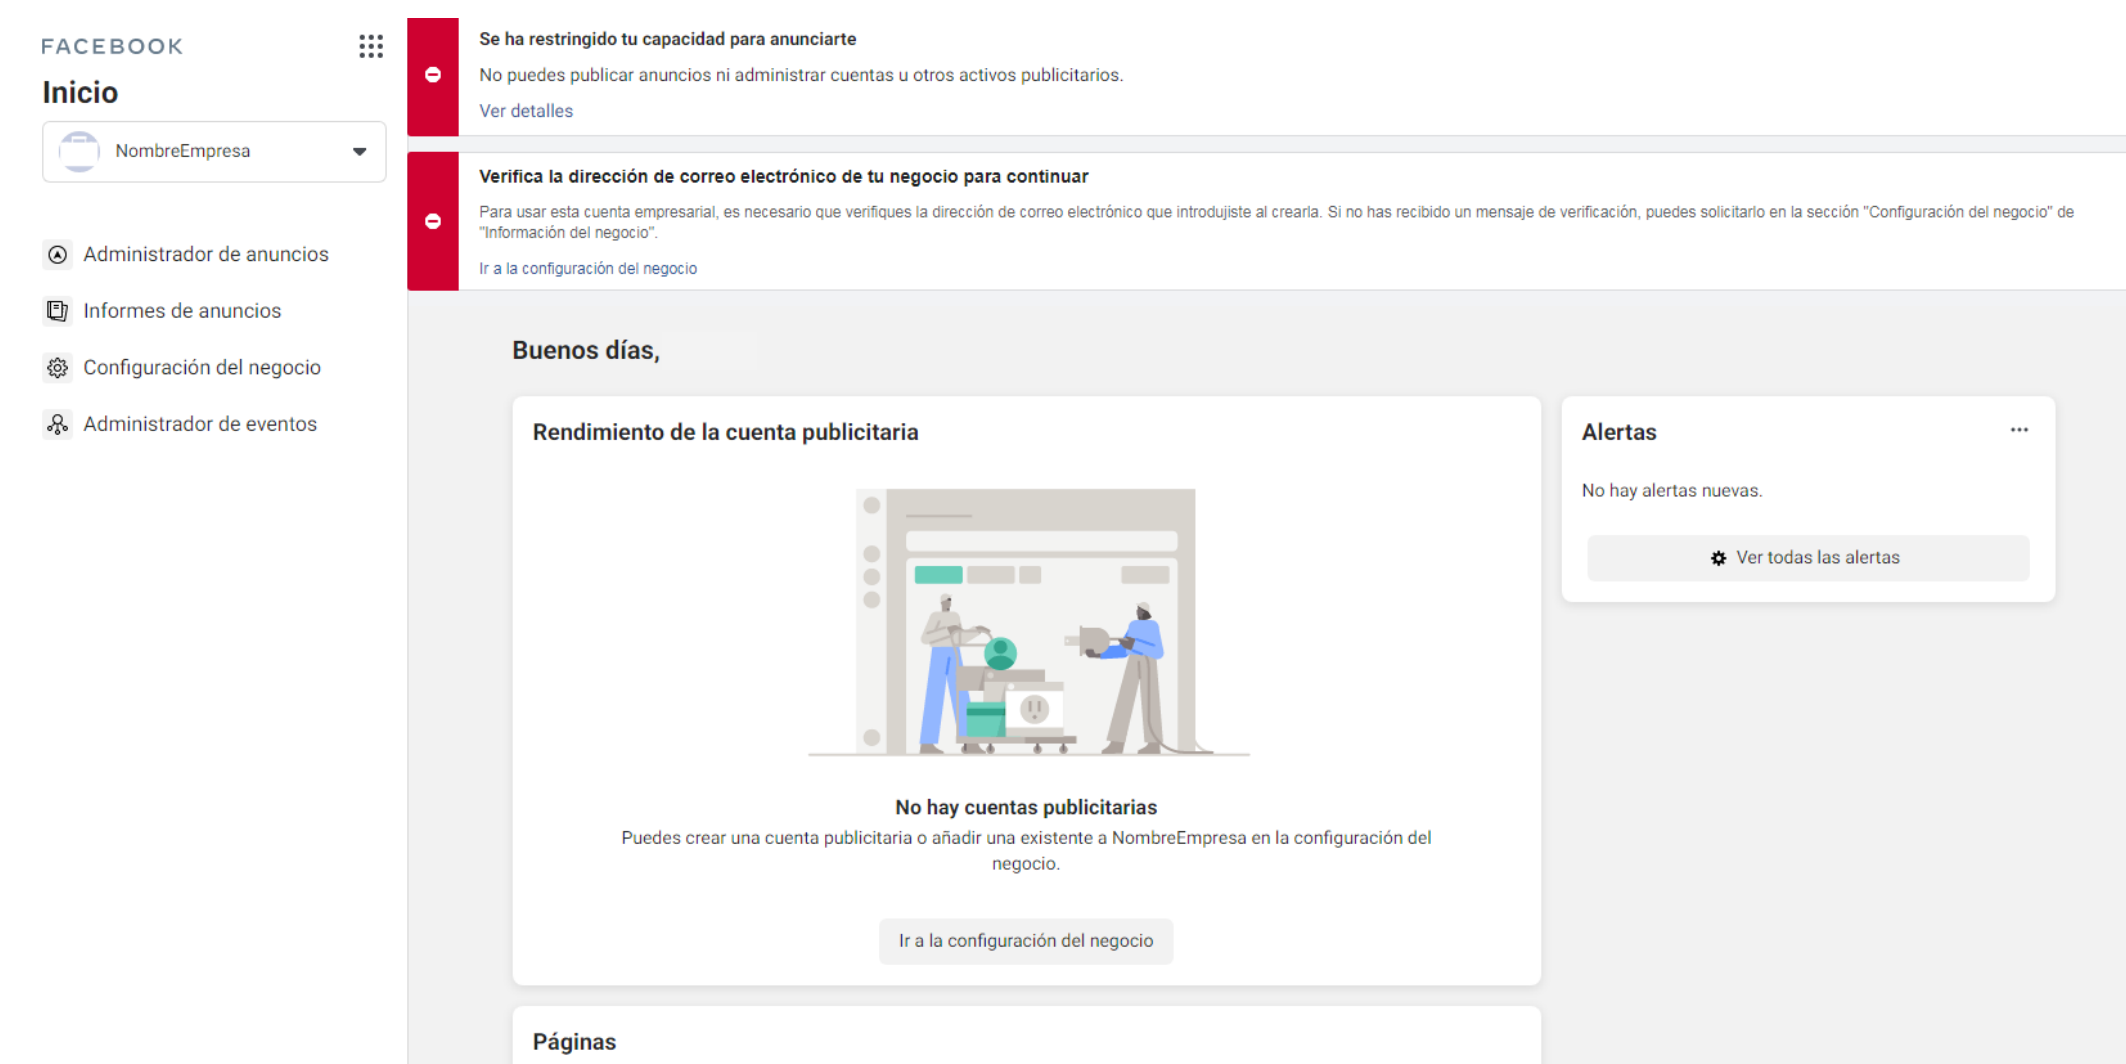 FACEBOOK
Inicio
NombreEmpresa
Administrador de anuncios
Informes de anuncios
Configuración del negocio
Administrador de eventos
Se ha restringido tu capacidad para anunciarte
No puedes publicar anuncios ni administrar cuentas u otros activos publicitarios.
Ver detalles
Verifica la dirección de correo electrónico de tu negocio para continuar
Para usar esta cuenta empresarial, es necesario que verifiques la dirección de correo electrónico que introdujiste al crearla. Si no has recibido un mensaje de verificación, puedes solicitarlo en la sección "Configuración del negocio" de
"Información del negocio".
Ir a la configuración del negocio
Buenos días,
Rendimiento de la cuenta publicitaria
No hay cuentas publicitarias
Puedes crear una cuenta publicitaria o añadir una existente a NombreEmpresa en la configuración del
negocio.
Ir a la configuración del negocio
Alertas
No hay alertas nuevas.
Ver todas las alertas
Páginas